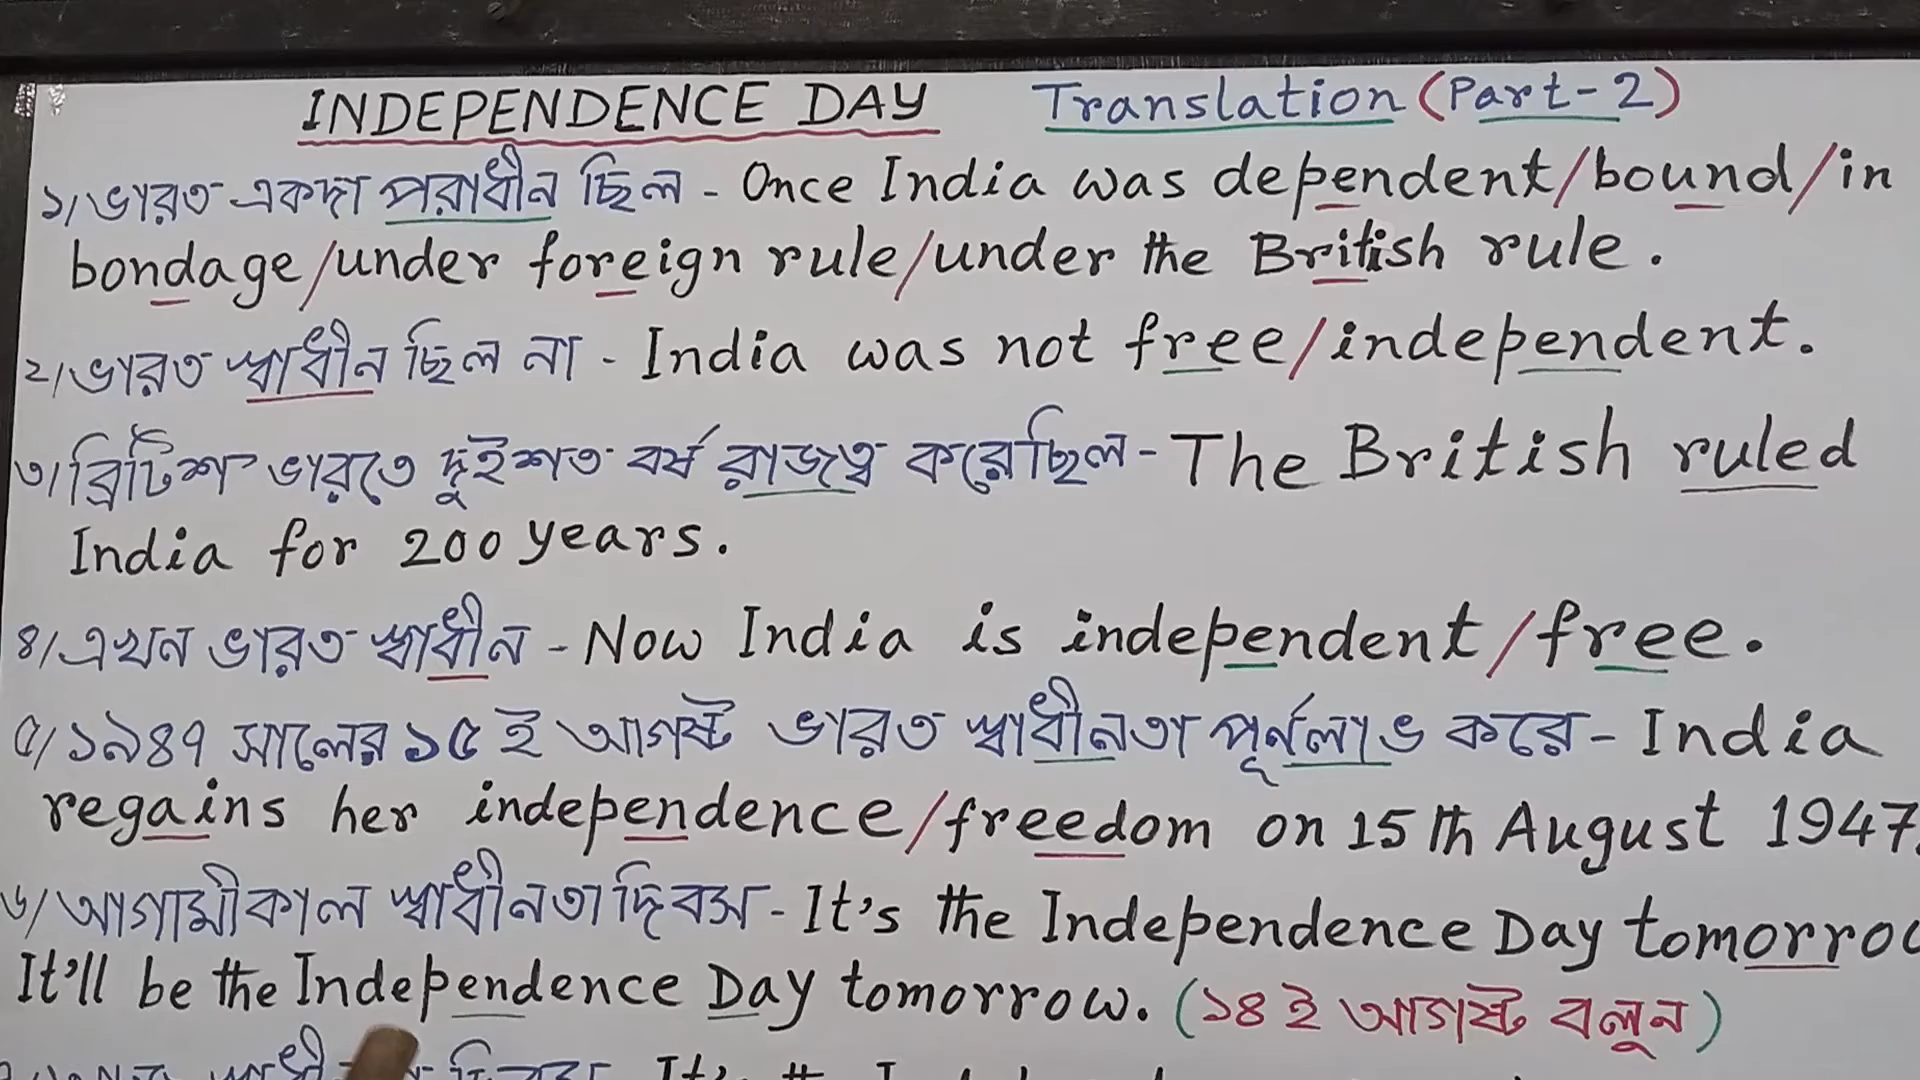 INDEPENDENCE DAY Translation (Part-2)
১/ ভারত একদা পরাধীন ছিল - Once India was dependent/bound/in
bondage/under foreign rule/under the British rule.
২/ ভারত স্বাধীন ছিল না - India was not free/independent.
৩/ ব্রিটিশ ভারতে দুইশত বর্ষ রাজত্ব করেছিল - The British ruled
India for 200 years.
৪/ এখন ভারত স্বাধীন - Now India is independent/free.
৫/ ১৯৪৭ সালের ১৫ ই আগষ্ট ভারত স্বাধীনতা পূর্নলাভ করে - India
regains her independence/freedom on 15th August 1947.
৬/ আগামীকাল স্বাধীনতা দিবস - It's the Independence Day
It'll be the Independence Day tomorrow. (১৪ ই আগষ্ট বলুন)